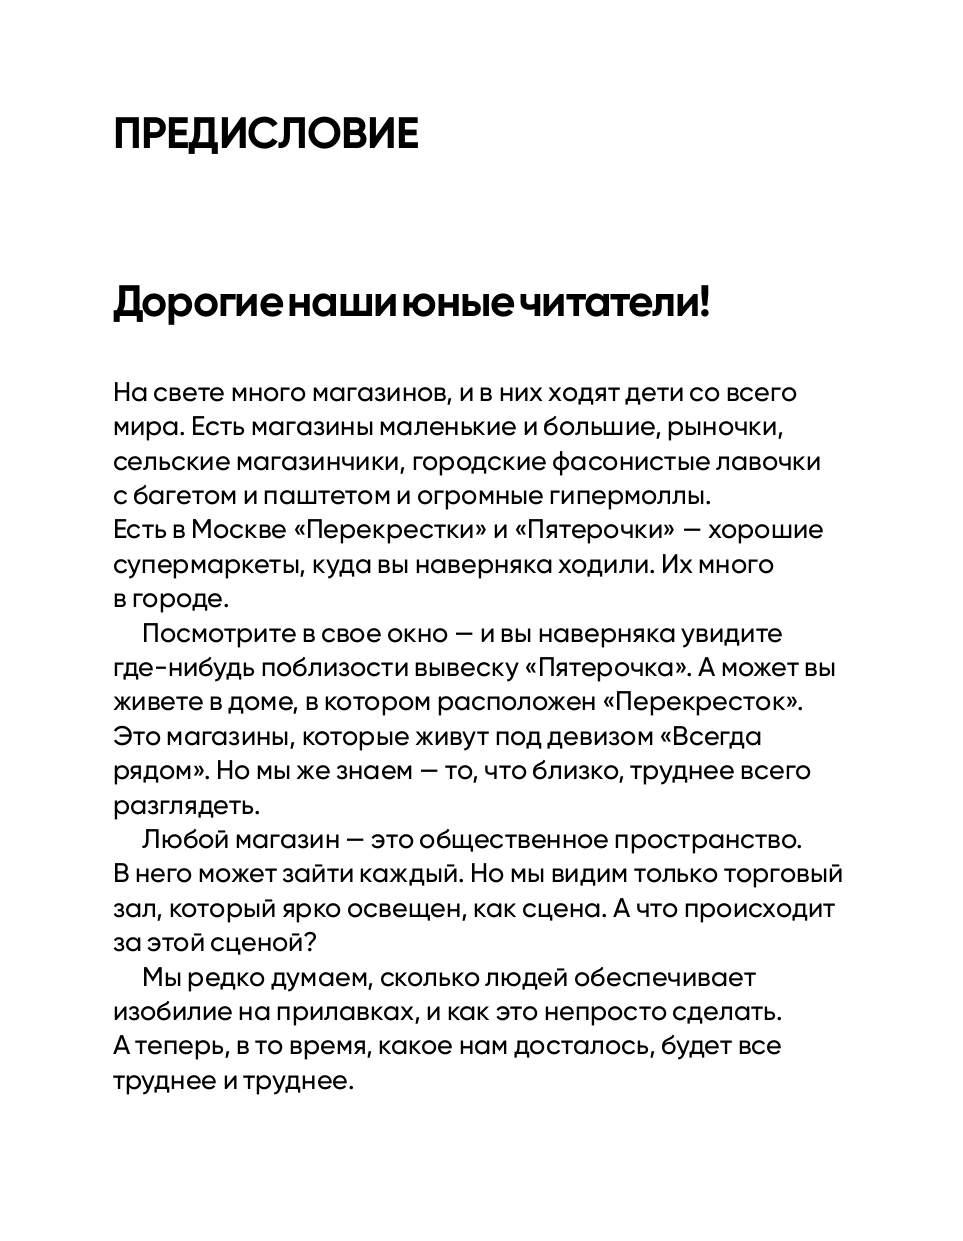 ПРЕДИСЛОВИЕ
Дорогие наши юные читатели!
На свете много магазинов, и в них ходят дети со всего
мира. Есть магазины маленькие и большие, рыночки,
сельские магазинчики, городские фасонистые лавочки
с багетом и паштетом и огромные гипермоллы.
Есть в Москве «Перекрестки» и «Пятерочки» — хорошие
супермаркеты, куда вы наверняка ходили. Их много
в городе.
Посмотрите в свое окно — и вы наверняка увидите
где-нибудь поблизости вывеску «Пятерочка». А может вы
живете в доме, в котором расположен «Перекресток».
Это магазины, которые живут под девизом «Всегда
рядом». Но мы же знаем — то, что близко, труднее всего
разглядеть.
Любой магазин — это общественное пространство.
В него может зайти каждый. Но мы видим только торговый
зал, который ярко освещен, как сцена. А что происходит
за этой сценой?
Мы редко думаем, сколько людей обеспечивает
изобилие на прилавках, и как это непросто сделать.
А теперь, в то время, какое нам досталось, будет все
труднее и труднее.